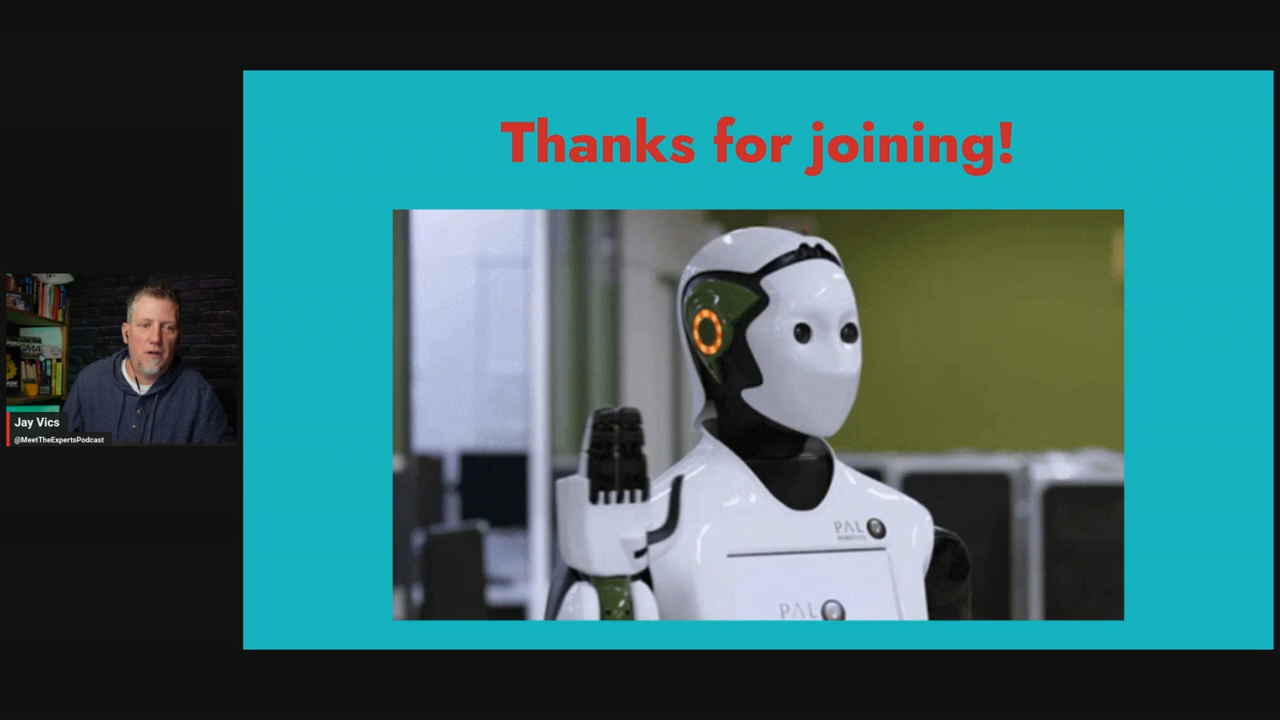 Thanks for joining!
PAL
ROBOTICS
PAL
Jay Vics
@MeetTheExpertsPodcast